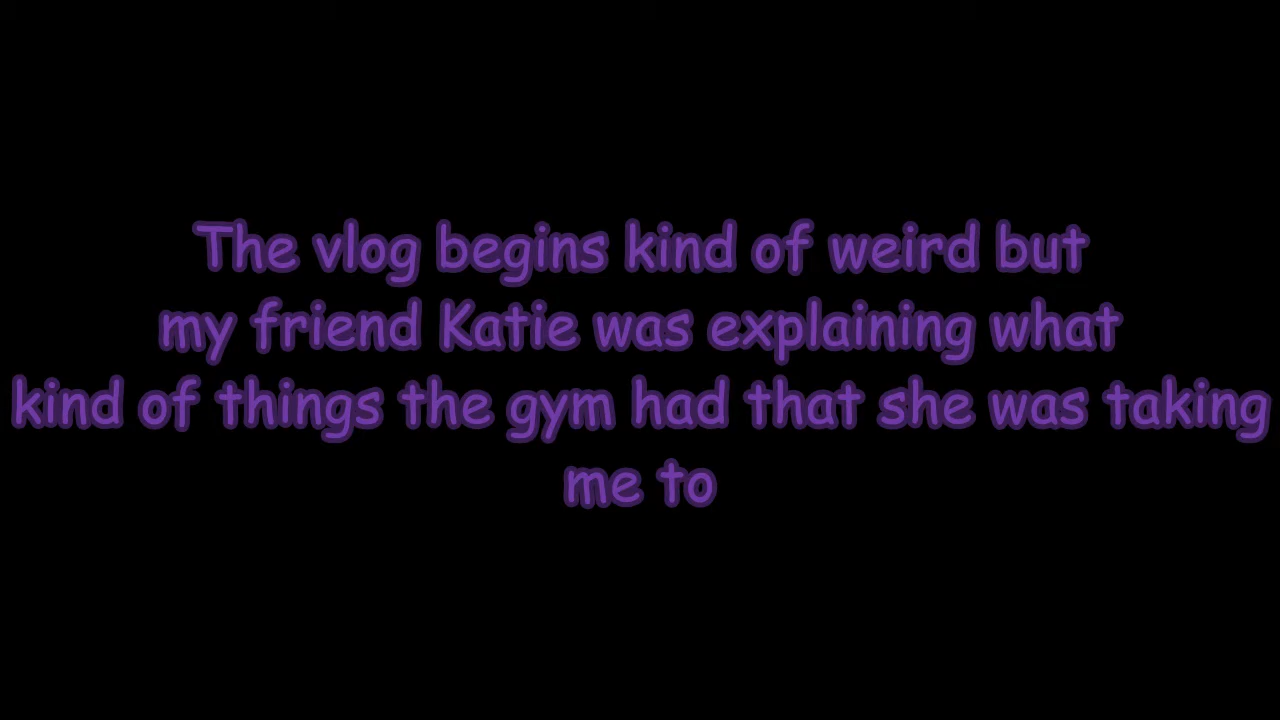 The vlog begins kind of weird but
my friend Katie was explaining what
kind of things the gym had that she was taking
me to